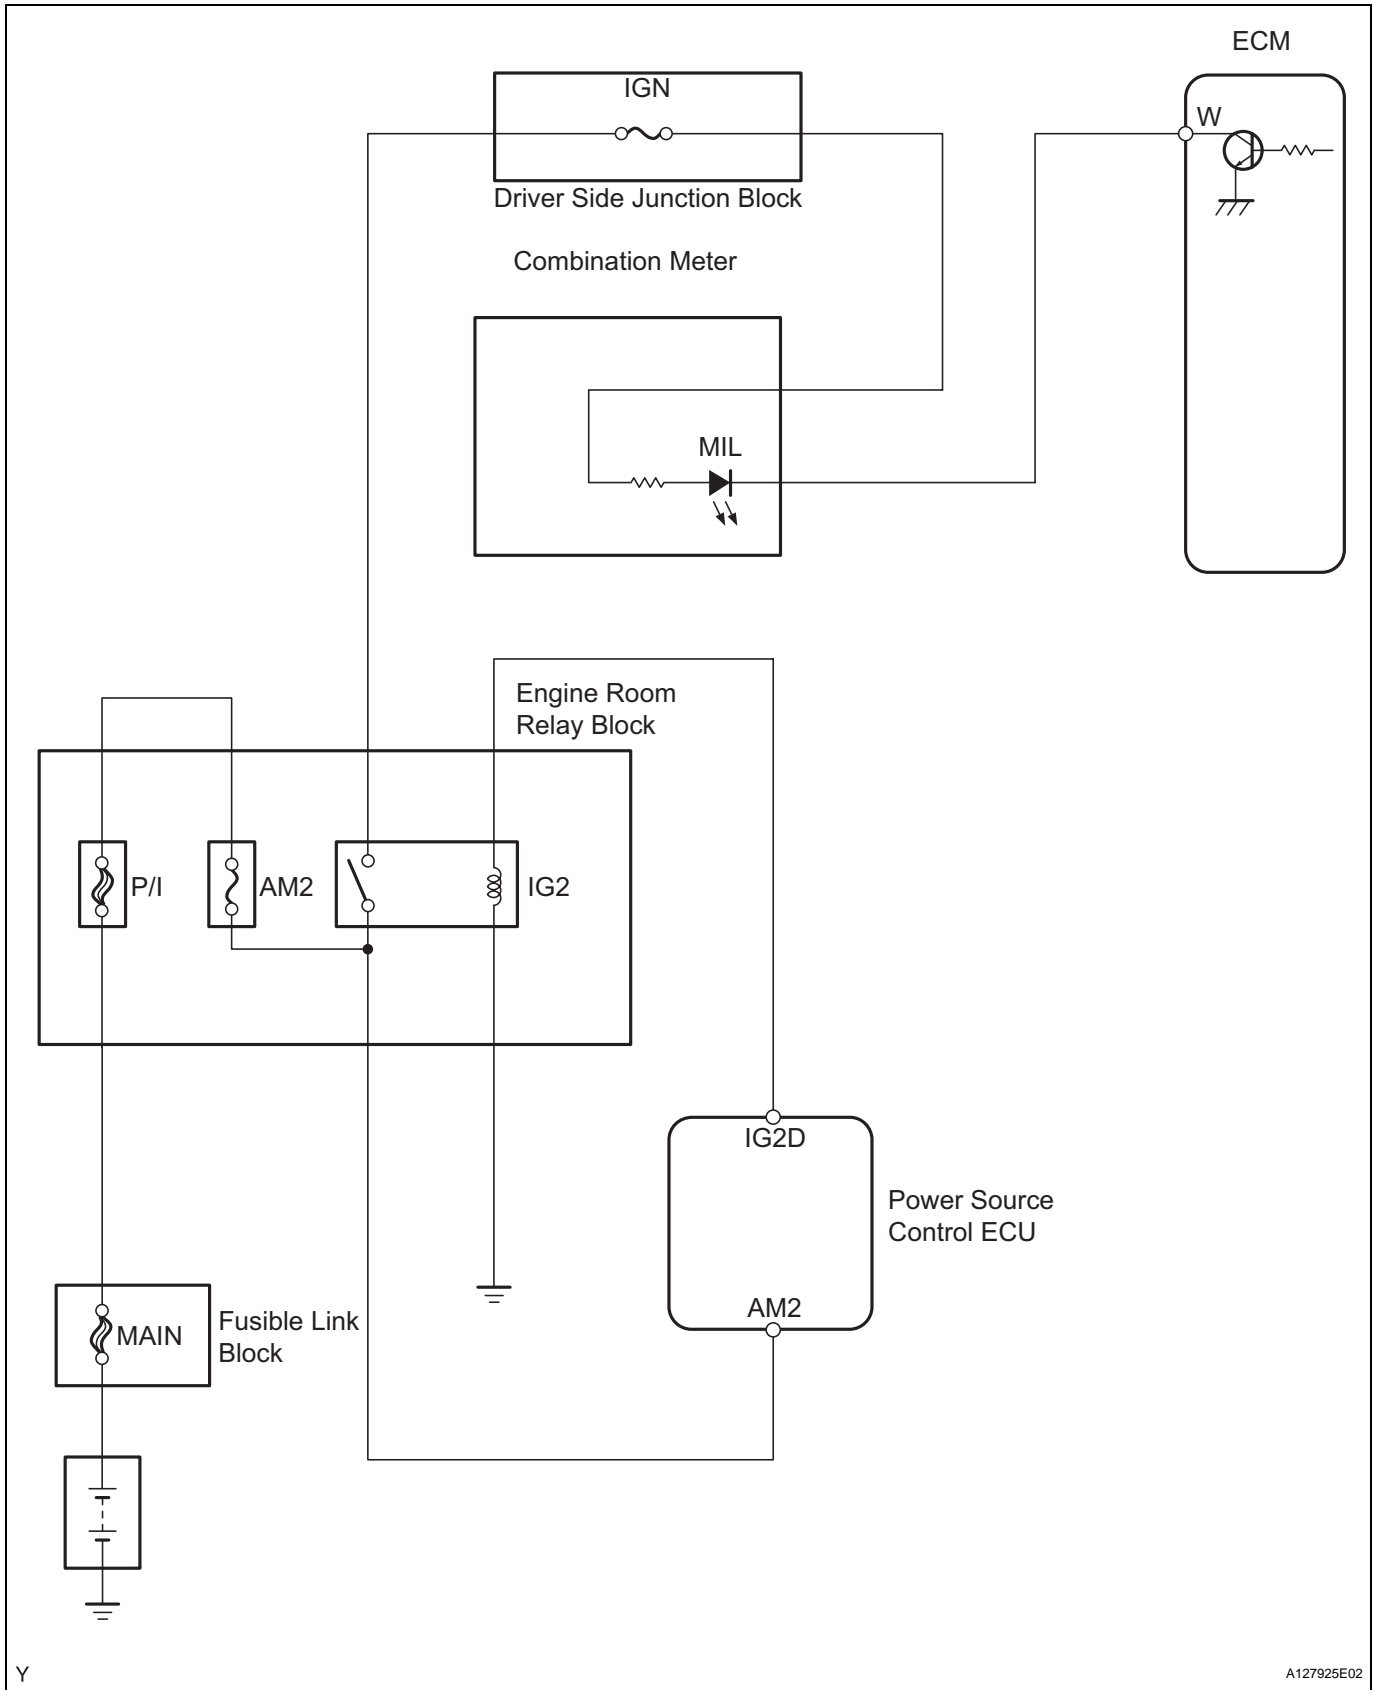 ECM
IGN
W
Driver Side Junction Block
Combination Meter
MIL
Engine Room
Relay Block
P/I
AM2
IG2
IG2D
Power Source
Control ECU
AM2
MAIN
Fusible Link
Block
Y
A127925E02